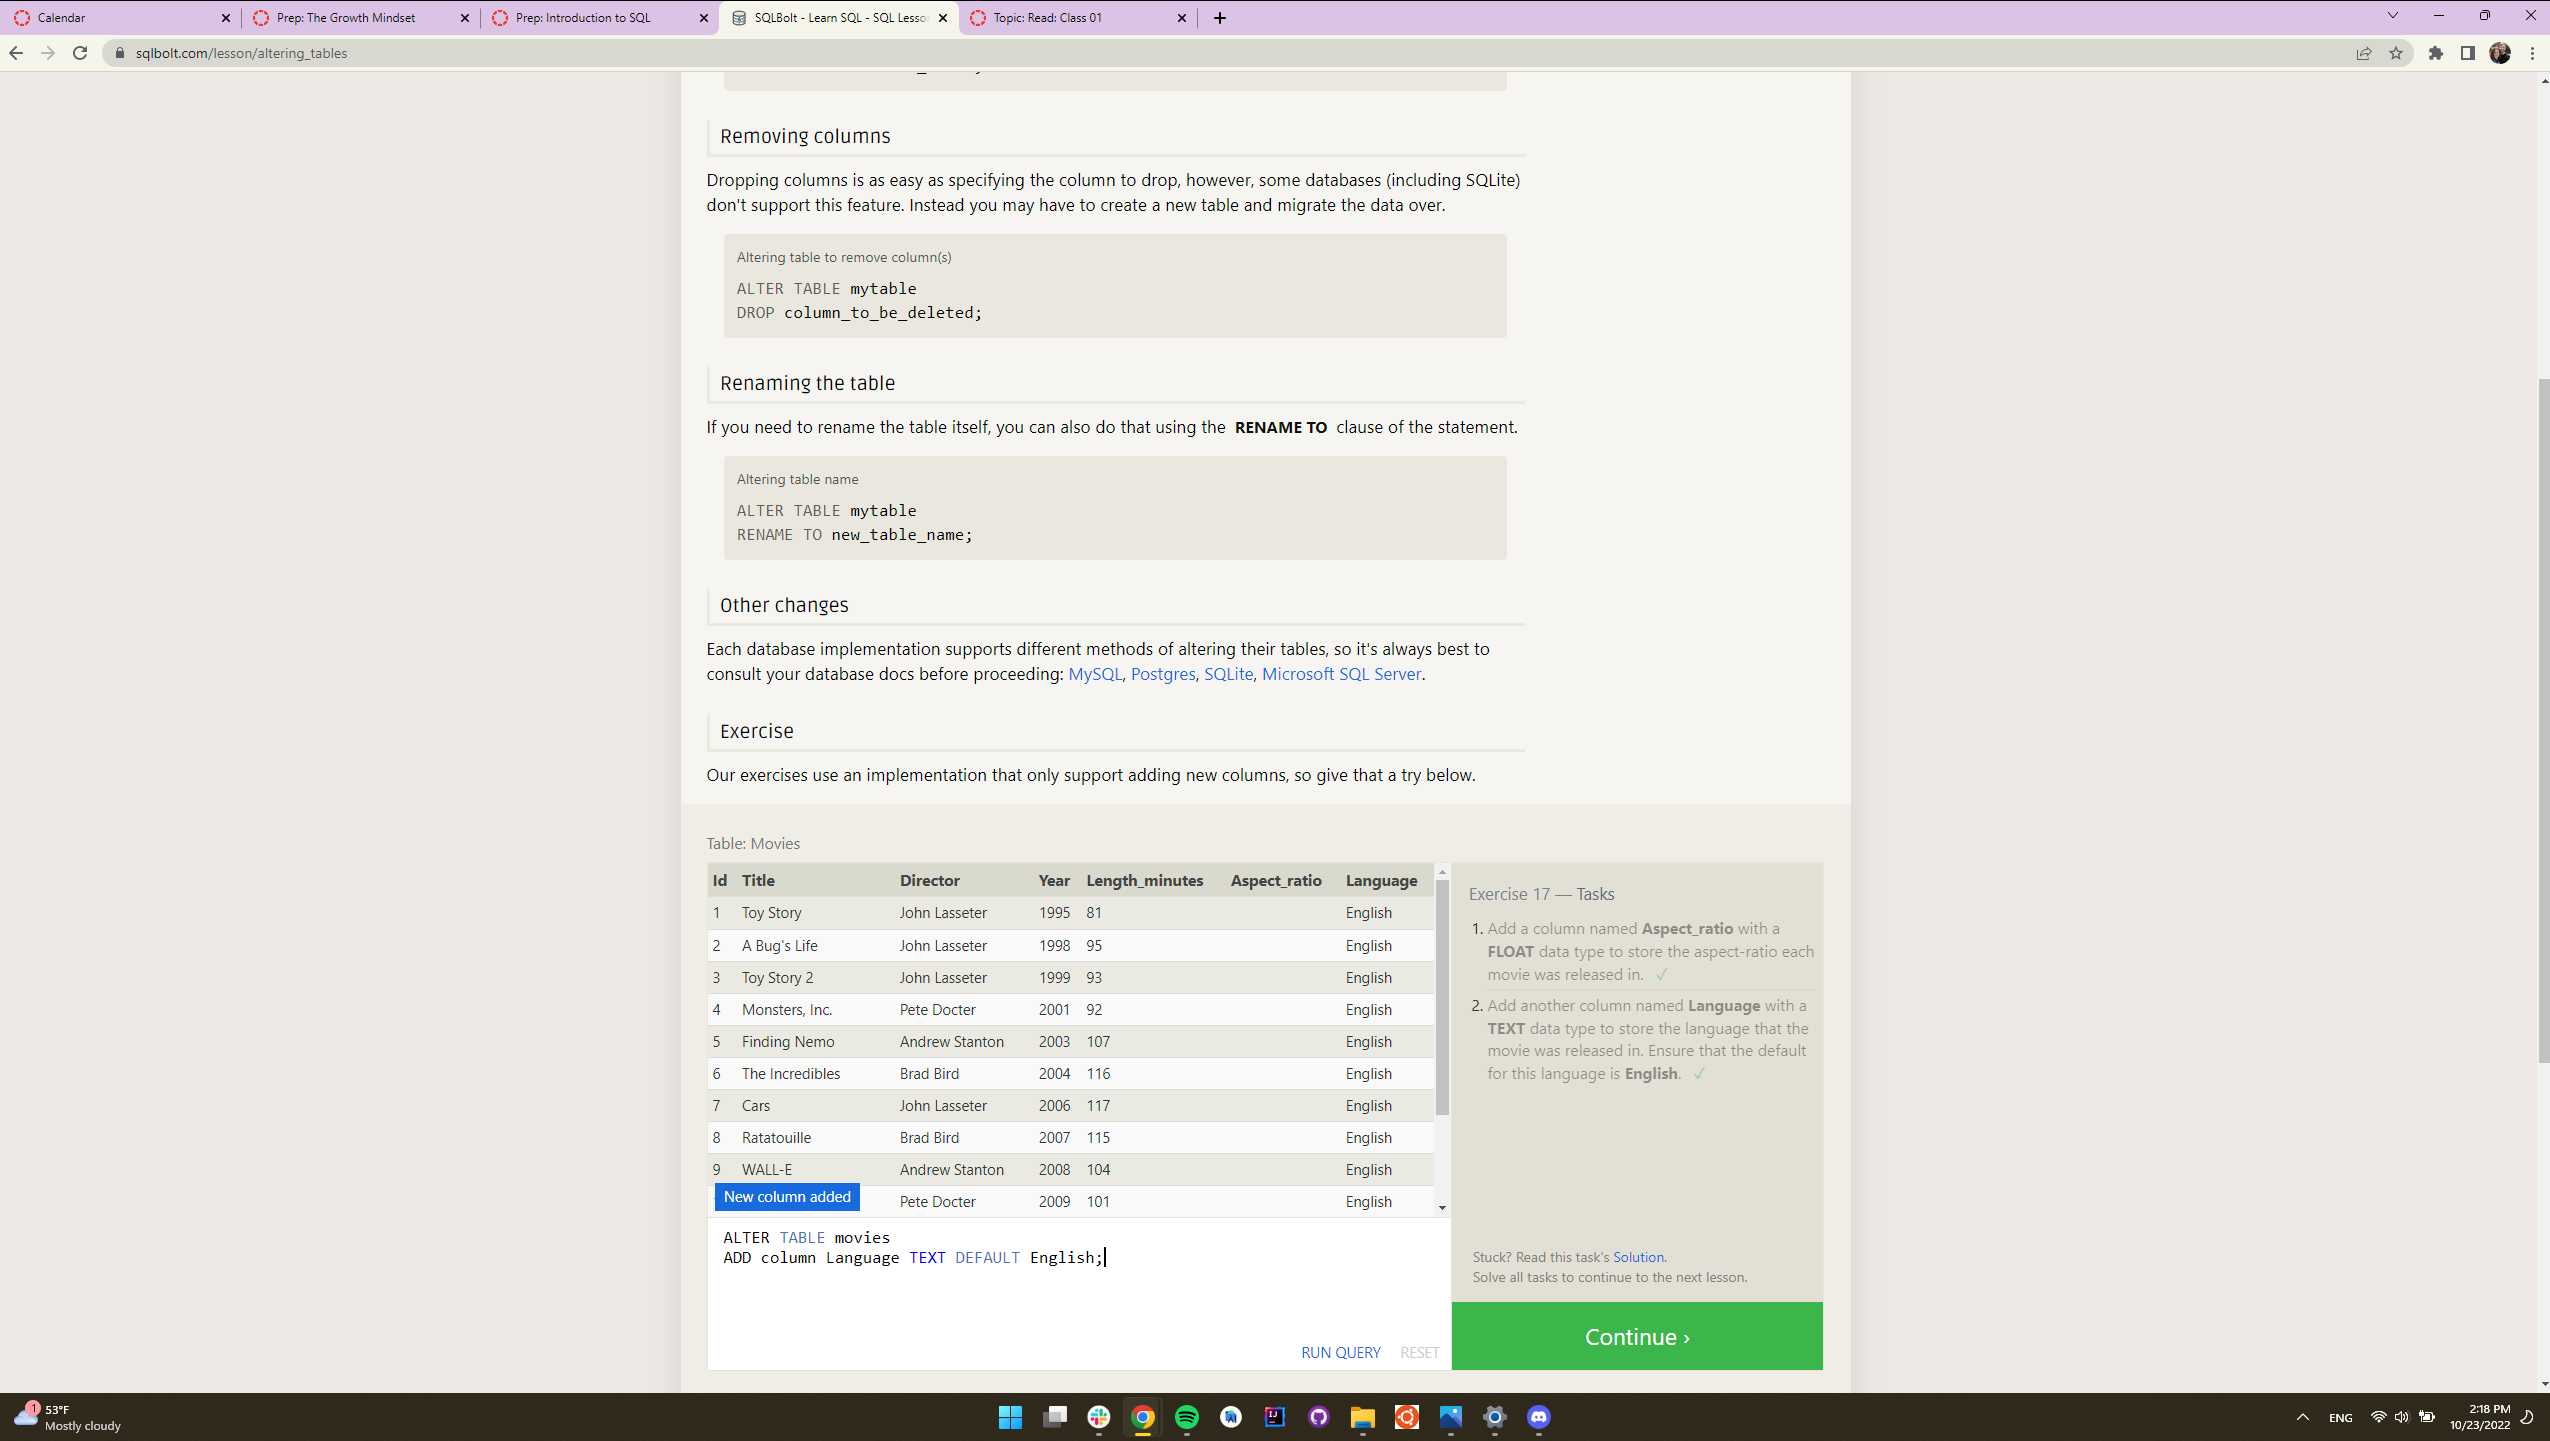 Calendar
Prep: The Growth Mindset
Prep: Introduction to SQL
SQLBolt - Learn SQL - SQL Lesso
Topic: Read: Class 01
sqlbolt.com/lesson/altering_tables
Removing columns
Dropping columns is as easy as specifying the column to drop, however, some databases (including SQLite)
don't support this feature. Instead you may have to create a new table and migrate the data over.
Altering table to remove column(s)
ALTER TABLE mytable
DROP column_to_be_deleted;
Renaming the table
If you need to rename the table itself, you can also do that using the RENAME TO clause of the statement.
Altering table name
ALTER TABLE mytable
RENAME TO new_table_name;
Other changes
Each database implementation supports different methods of altering their tables, so it's always best to
consult your database docs before proceeding: MySQL, Postgres, SQLite, Microsoft SQL Server.
Exercise
Our exercises use an implementation that only support adding new columns, so give that a try below.
Table: Movies
Id Title Director Year Length_minutes Aspect_ratio Language
1 Toy Story John Lasseter 1995 81 English
2 A Bug's Life John Lasseter 1998 95 English
3 Toy Story 2 John Lasseter 1999 93 English
4 Monsters, Inc. Pete Docter 2001 92 English
5 Finding Nemo Andrew Stanton 2003 107 English
6 The Incredibles Brad Bird 2004 116 English
7 Cars John Lasseter 2006 117 English
8 Ratatouille Brad Bird 2007 115 English
9 WALL-E Andrew Stanton 2008 104 English
New column added Pete Docter 2009 101 English
ALTER TABLE movies
ADD column Language TEXT DEFAULT English;
RUN QUERY RESET
Exercise 17 — Tasks
1. Add a column named Aspect_ratio with a
FLOAT data type to store the aspect-ratio each
movie was released in. ✓
2. Add another column named Language with a
TEXT data type to store the language that the
movie was released in. Ensure that the default
for this language is English. ✓
Stuck? Read this task's Solution.
Solve all tasks to continue to the next lesson.
Continue ›
1
53°F
Mostly cloudy
ENG
2:18 PM
10/23/2022